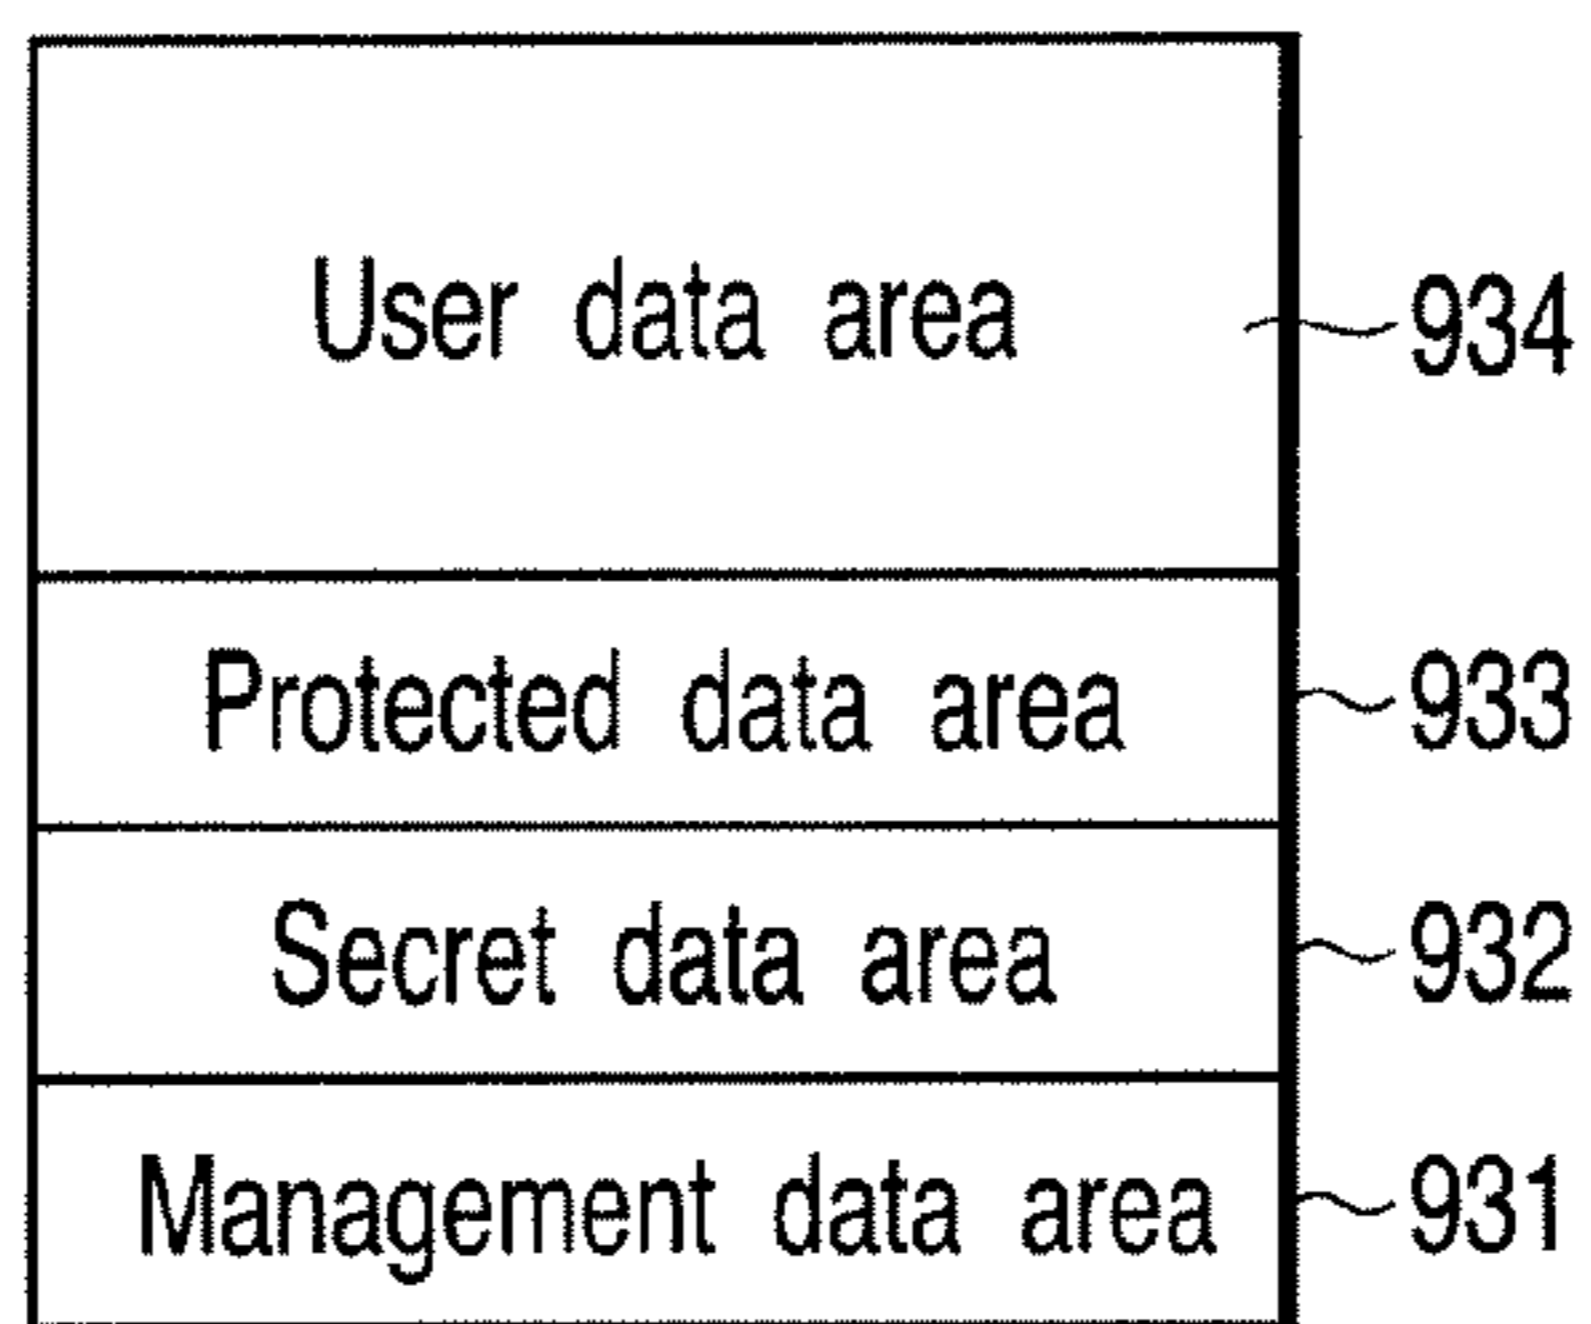 User data area 934
Protected data area 933
Secret data area 932
Management data area 931